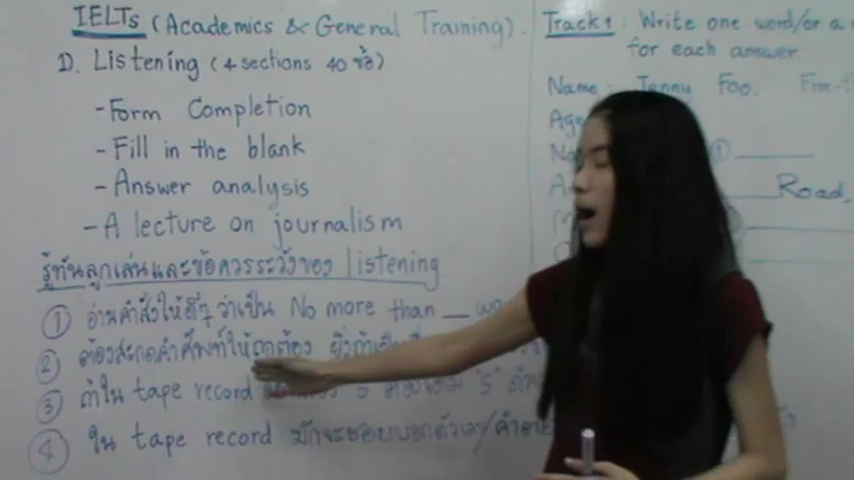 IELTs (Academics & General Training).
D. Listening (4 sections 40 ข้อ)
- Form Completion
- Fill in the blank
- Answer analysis
- A lecture on journalism
รู้ทันลูกเล่นและข้อควรระวังของ listening
① อ่านคำสั่งให้ดีๆ ว่าเป็น No more than __
② ต้องสะกดคำศัพท์ให้ถูกต้อง
③ ถ้าใน tape record "s"
④ ใน tape record มักจะชอบบอกตัวเลข/
Track 1 : Write one word/or a
for each answer.
Name : Jenny Foo.
Age
① ______
Road,